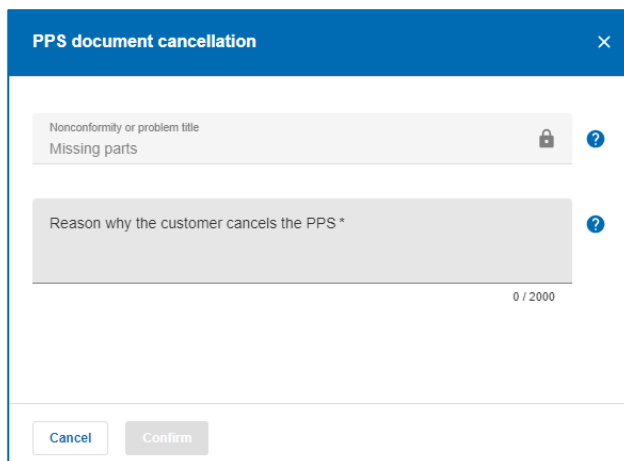 PPS document cancellation
Nonconformity or problem title
Missing parts
Reason why the customer cancels the PPS *
0 / 2000
Cancel
Confirm